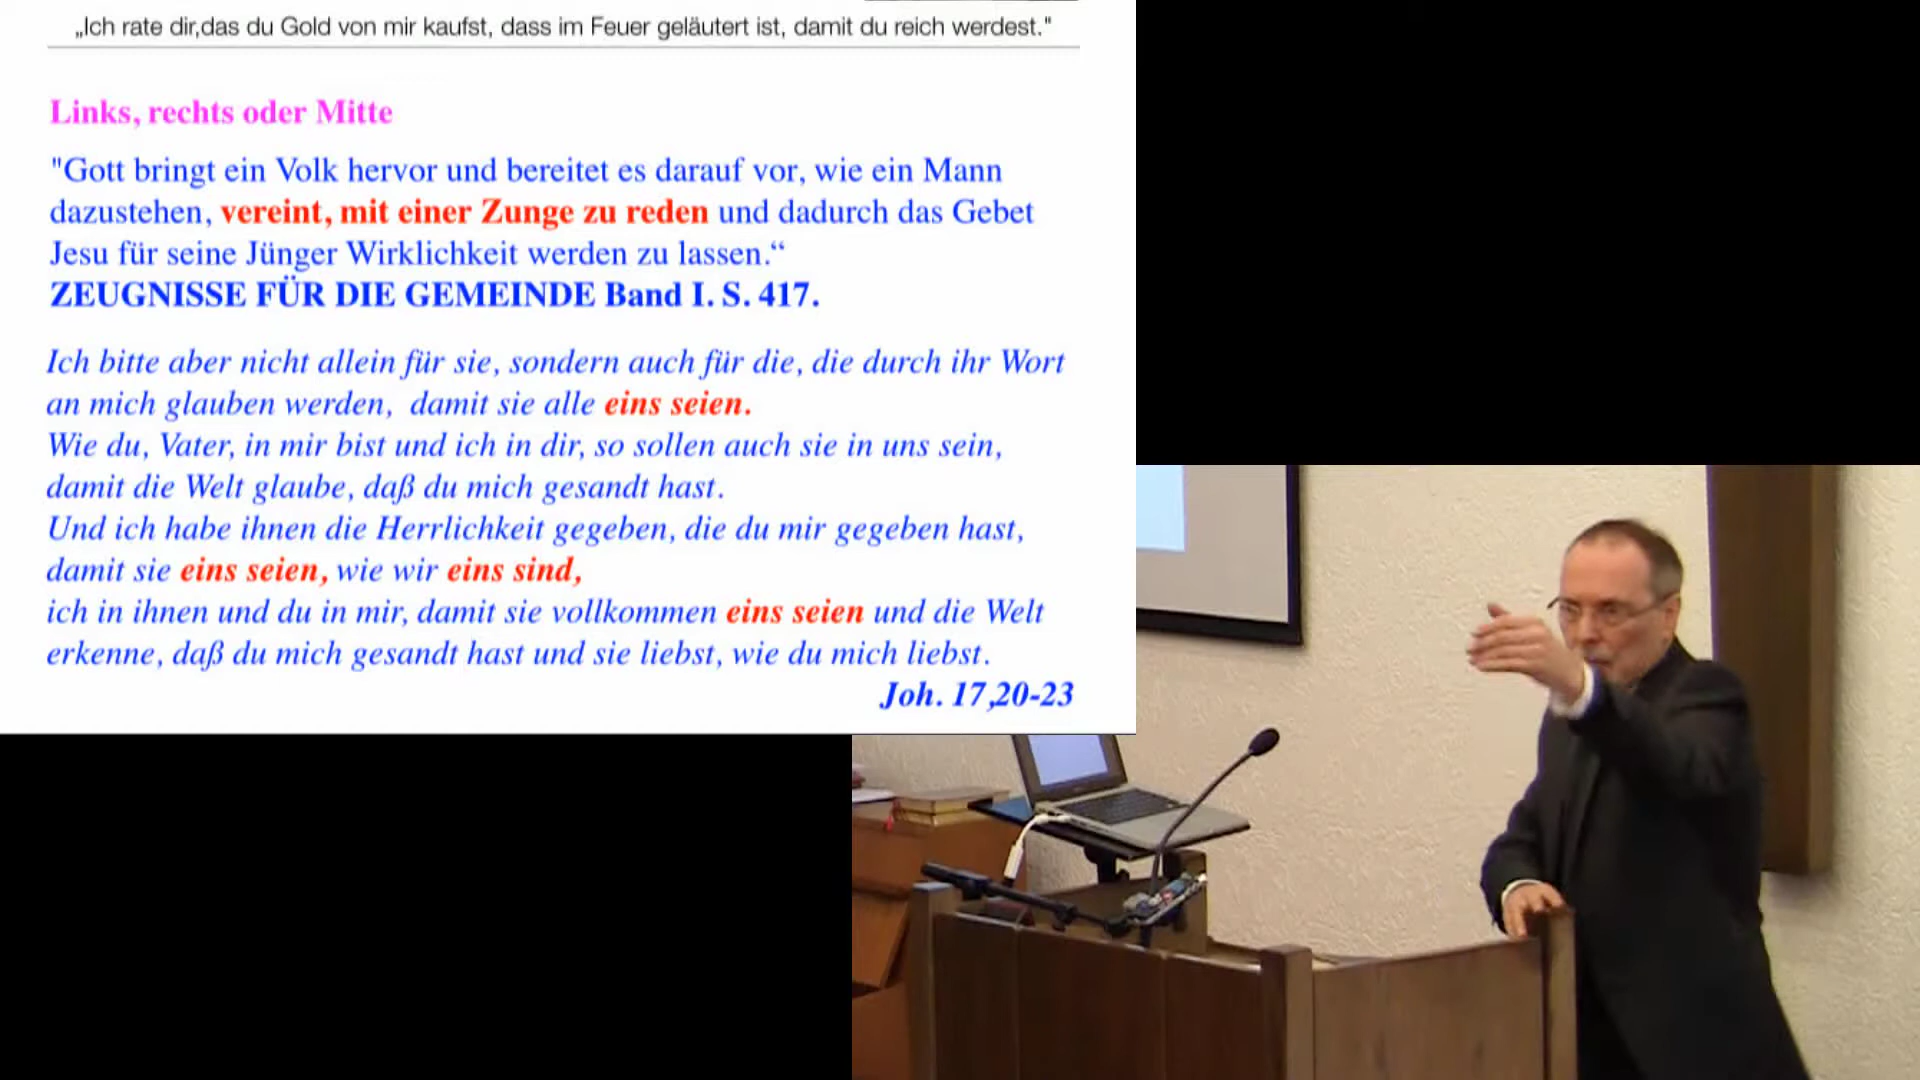 „Ich rate dir,das du Gold von mir kaufst, dass im Feuer geläutert ist, damit du reich werdest."
Links, rechts oder Mitte
"Gott bringt ein Volk hervor und bereitet es darauf vor, wie ein Mann
dazustehen, vereint, mit einer Zunge zu reden und dadurch das Gebet
Jesu für seine Jünger Wirklichkeit werden zu lassen.“
ZEUGNISSE FÜR DIE GEMEINDE Band I. S. 417.
Ich bitte aber nicht allein für sie, sondern auch für die, die durch ihr Wort
an mich glauben werden, damit sie alle eins seien.
Wie du, Vater, in mir bist und ich in dir, so sollen auch sie in uns sein,
damit die Welt glaube, daß du mich gesandt hast.
Und ich habe ihnen die Herrlichkeit gegeben, die du mir gegeben hast,
damit sie eins seien, wie wir eins sind,
ich in ihnen und du in mir, damit sie vollkommen eins seien und die Welt
erkenne, daß du mich gesandt hast und sie liebst, wie du mich liebst.
Joh. 17,20-23